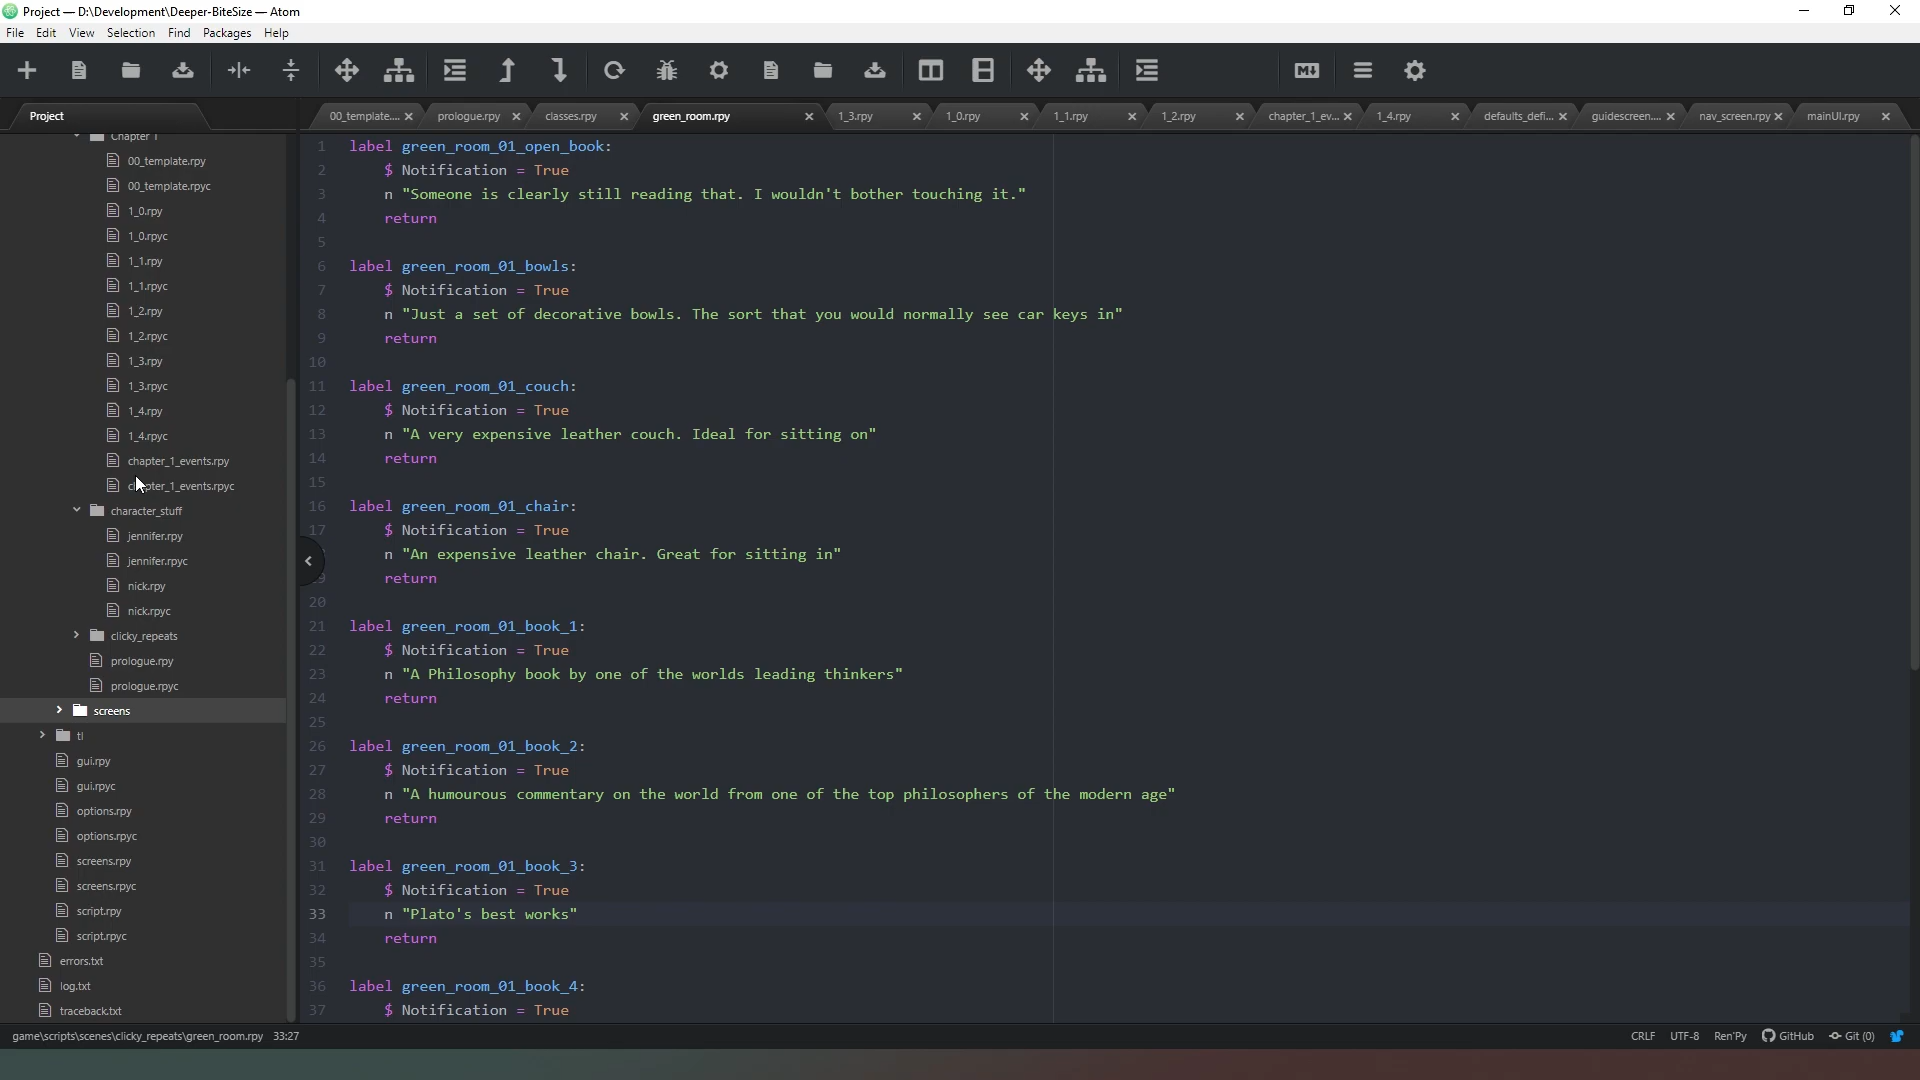 Project — D:\Development\Deeper-BiteSize — Atom
File Edit View Selection Find Packages Help
Project
00_template.... prologue.rpy classes.rpy green_room.rpy 1_3.rpy 1_0.rpy 1_1.rpy 1_2.rpy chapter_1_ev... 1_4.rpy defaults_defi... guidescreen.... nav_screen.rpy mainUI.rpy
Chapter 1
00_template.rpy
00_template.rpyc
1_0.rpy
1_0.rpyc
1_1.rpy
1_1.rpyc
1_2.rpy
1_2.rpyc
1_3.rpy
1_3.rpyc
1_4.rpy
1_4.rpyc
chapter_1_events.rpy
chapter_1_events.rpyc
character_stuff
jennifer.rpy
jennifer.rpyc
nick.rpy
nick.rpyc
clicky_repeats
prologue.rpy
prologue.rpyc
screens
tl
gui.rpy
gui.rpyc
options.rpy
options.rpyc
screens.rpy
screens.rpyc
script.rpy
script.rpyc
errors.txt
log.txt
traceback.txt
1 label green_room_01_open_book:
2 $ Notification = True
3 n "Someone is clearly still reading that. I wouldn't bother touching it."
4 return
5
6 label green_room_01_bowls:
7 $ Notification = True
8 n "Just a set of decorative bowls. The sort that you would normally see car keys in"
9 return
10
11 label green_room_01_couch:
12 $ Notification = True
13 n "A very expensive leather couch. Ideal for sitting on"
14 return
15
16 label green_room_01_chair:
17 $ Notification = True
18 n "An expensive leather chair. Great for sitting in"
19 return
20
21 label green_room_01_book_1:
22 $ Notification = True
23 n "A Philosophy book by one of the worlds leading thinkers"
24 return
25
26 label green_room_01_book_2:
27 $ Notification = True
28 n "A humourous commentary on the world from one of the top philosophers of the modern age"
29 return
30
31 label green_room_01_book_3:
32 $ Notification = True
33 n "Plato's best works"
34 return
35
36 label green_room_01_book_4:
37 $ Notification = True
game\scripts\scenes\clicky_repeats\green_room.rpy 33:27 CRLF UTF-8 Ren'Py GitHub Git (0)